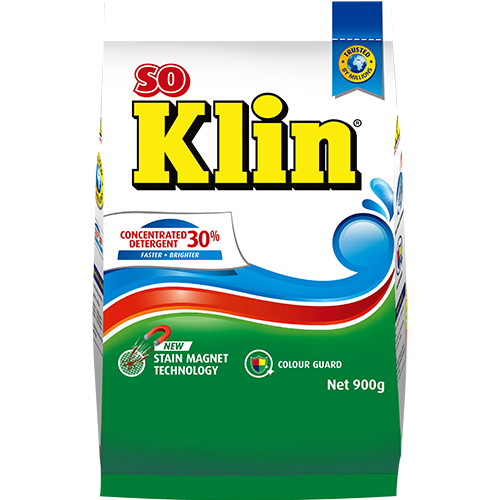 TRUSTED
BY MILLIONS
SO
Klin®
CONCENTRATED
DETERGENT 30%
FASTER • BRIGHTER
NEW
STAIN MAGNET
TECHNOLOGY
COLOUR GUARD
Net 900g